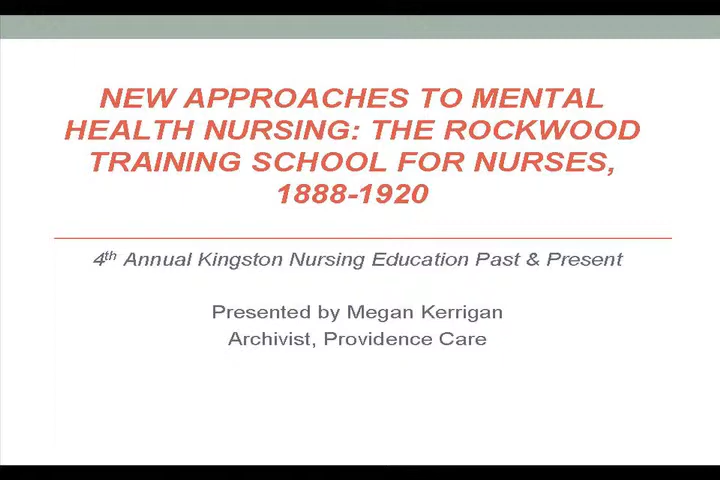 NEW APPROACHES TO MENTAL
HEALTH NURSING: THE ROCKWOOD
TRAINING SCHOOL FOR NURSES,
1888-1920
4th Annual Kingston Nursing Education Past & Present
Presented by Megan Kerrigan
Archivist, Providence Care